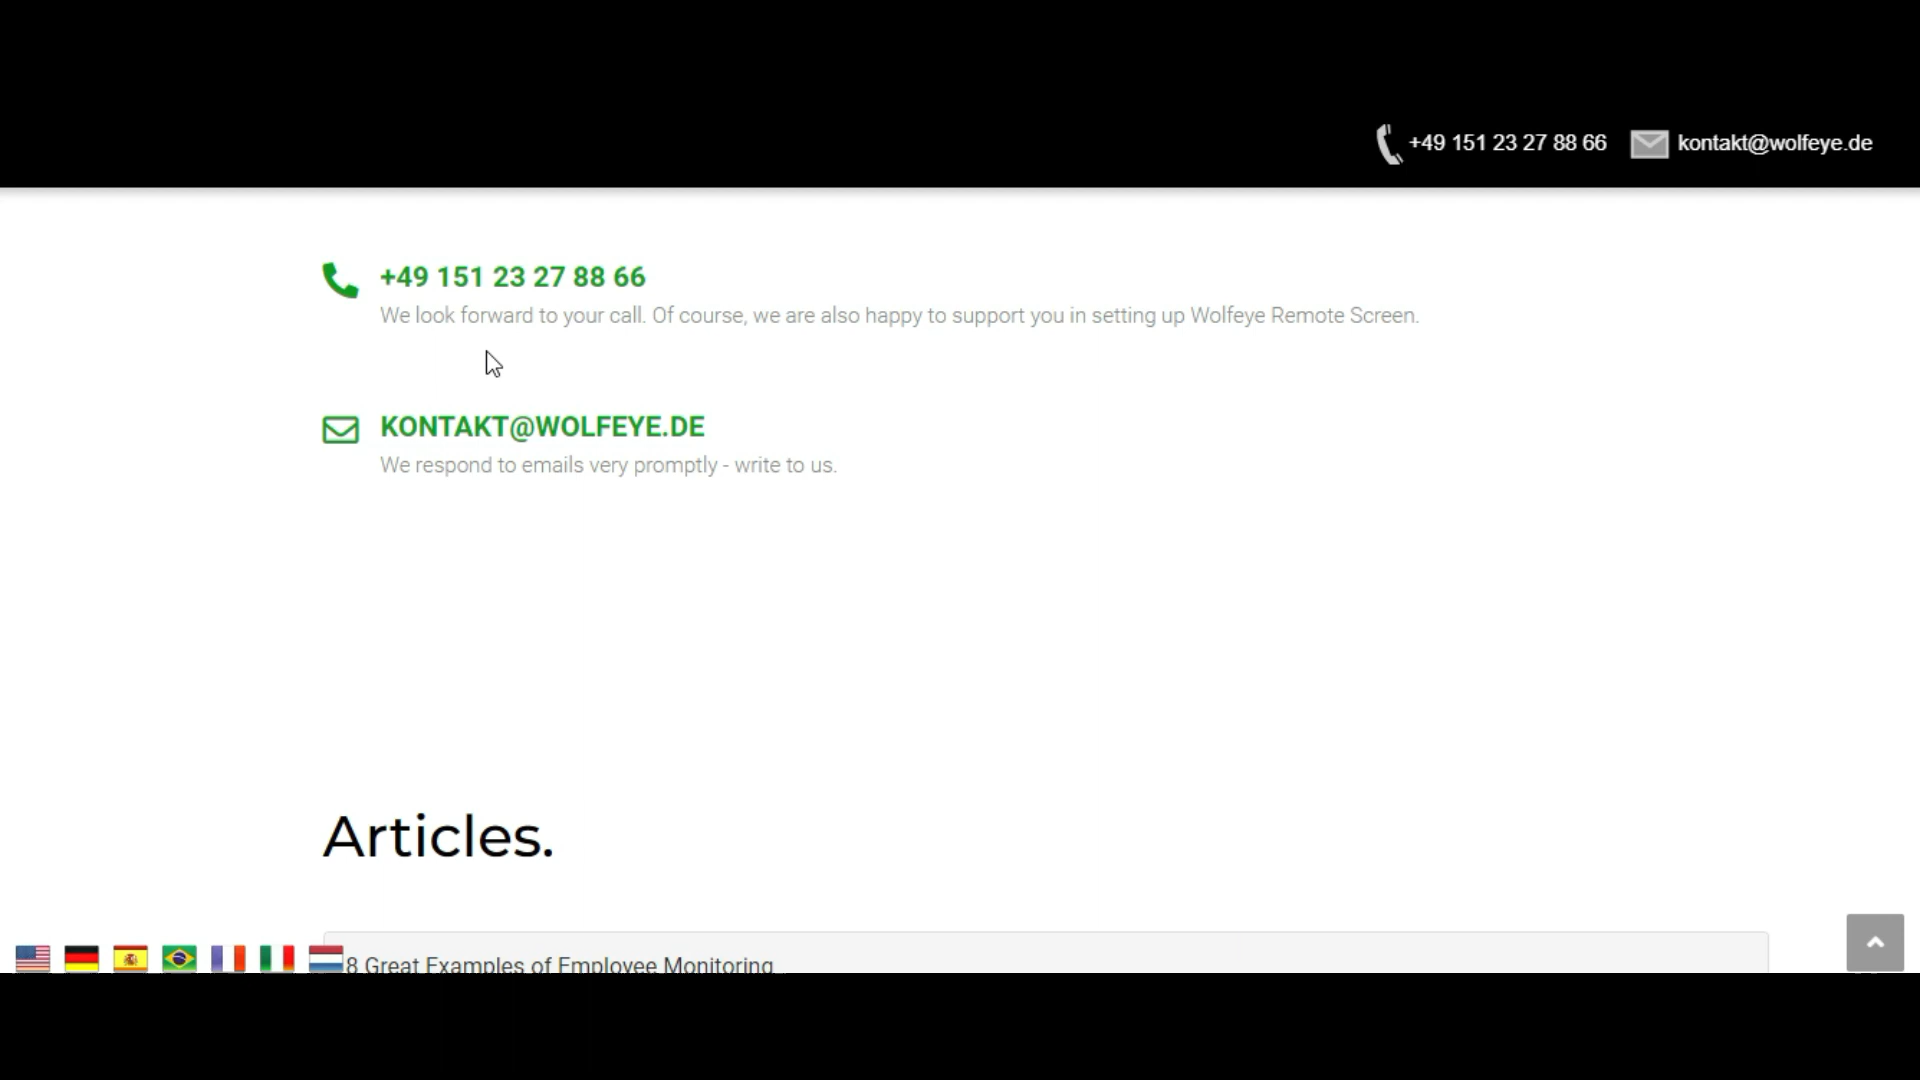 +49 151 23 27 88 66 kontakt@wolfeye.de
+49 151 23 27 88 66
We look forward to your call. Of course, we are also happy to support you in setting up Wolfeye Remote Screen.
KONTAKT@WOLFEYE.DE
We respond to emails very promptly - write to us.
Articles.
8 Great Examples of Employee Monitoring